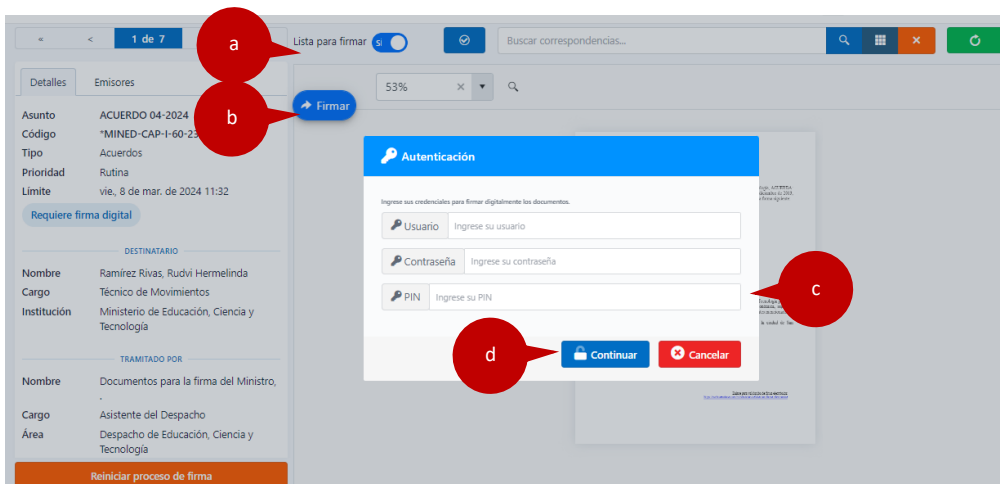 « < 1 de 7
a
Lista para firmar SÍ
Buscar correspondencias...
Detalles Emisores
53%
Firmar
b
Asunto ACUERDO 04-2024
Código *MINED-CAP-I-60-23
Tipo Acuerdos
Prioridad Rutina
Límite vie., 8 de mar. de 2024 11:32
Requiere firma digital
DESTINATARIO
Nombre Ramírez Rivas, Rudvi Hermelinda
Cargo Técnico de Movimientos
Institución Ministerio de Educación, Ciencia y
Tecnología
TRAMITADO POR
Nombre Documentos para la firma del Ministro,
.
Cargo Asistente del Despacho
Área Despacho de Educación, Ciencia y
Tecnología
Reiniciar proceso de firma
Autenticación
Ingrese sus credenciales para firmar digitalmente los documentos.
Usuario Ingrese su usuario
Contraseña Ingrese su contraseña
PIN Ingrese su PIN
c
d
Continuar Cancelar